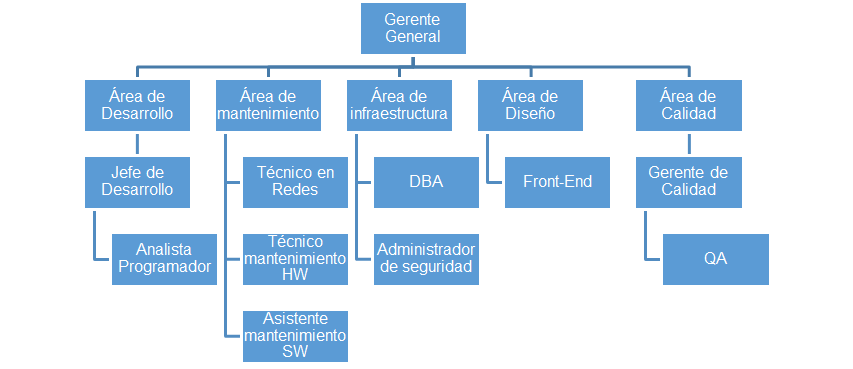 Gerente
General
Área de
Desarrollo
Área de
mantenimiento
Área de
infraestructura
Área de
Diseño
Área de
Calidad
Jefe de
Desarrollo
Técnico en
Redes
DBA
Front-End
Gerente de
Calidad
Analista
Programador
Técnico
mantenimiento
HW
Administrador
de seguridad
QA
Asistente
mantenimiento
SW